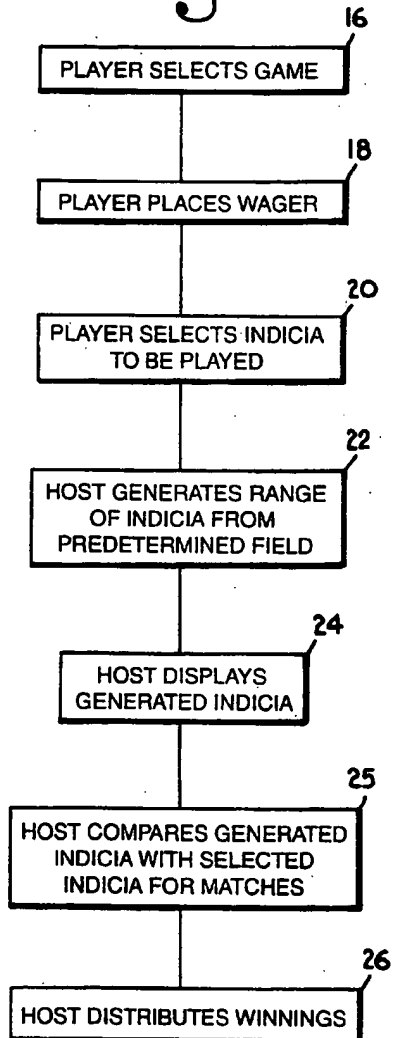 16
PLAYER SELECTS GAME
18
PLAYER PLACES WAGER
20
PLAYER SELECTS INDICIA
TO BE PLAYED
22
HOST GENERATES RANGE
OF INDICIA FROM
PREDETERMINED FIELD
24
HOST DISPLAYS
GENERATED INDICIA
25
HOST COMPARES GENERATED
INDICIA WITH SELECTED
INDICIA FOR MATCHES
26
HOST DISTRIBUTES WINNINGS